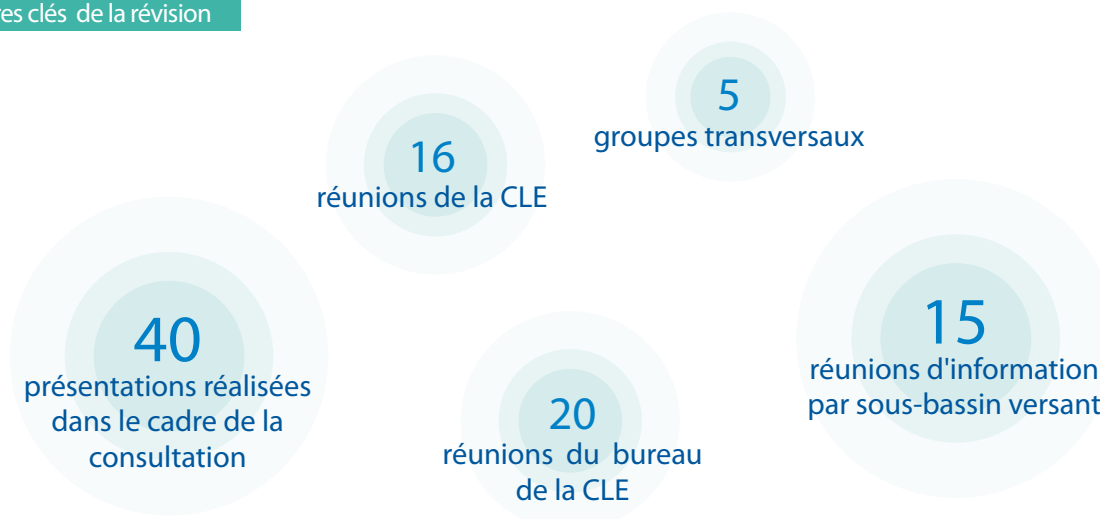 clés de la révision
5
groupes transversaux
16
réunions de la CLE
40
présentations réalisées
dans le cadre de la
consultation
15
réunions d'information
par sous-bassin versant
20
réunions du bureau
de la CLE